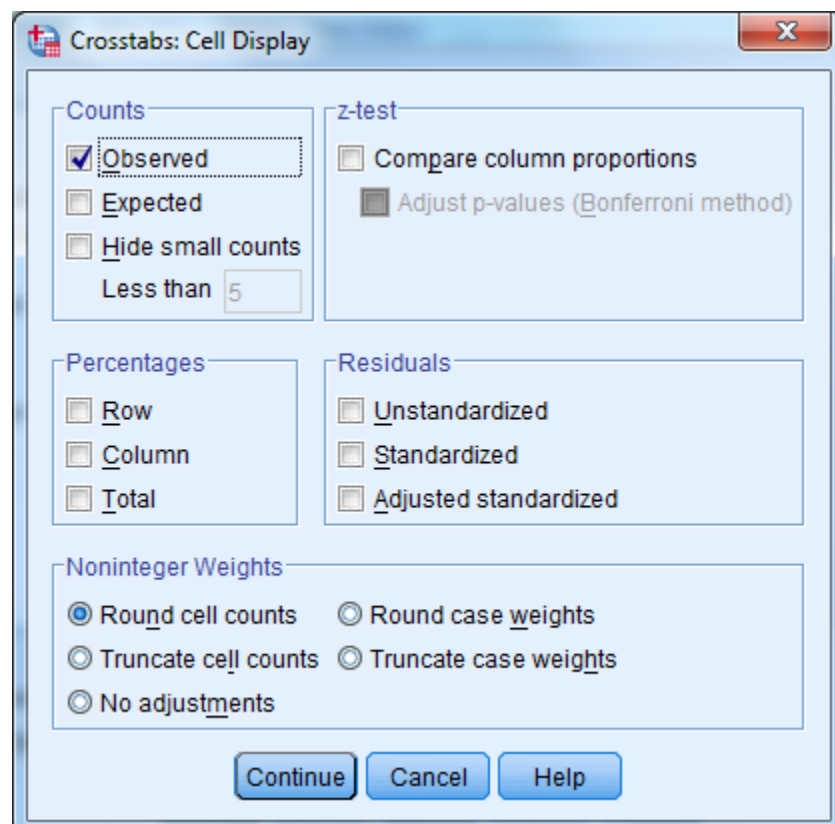 Crosstabs: Cell Display
Counts
Observed
Expected
Hide small counts
Less than 5
z-test
Compare column proportions
Adjust p-values (Bonferroni method)
Percentages
Row
Column
Total
Residuals
Unstandardized
Standardized
Adjusted standardized
Noninteger Weights
Round cell counts
Round case weights
Truncate cell counts
Truncate case weights
No adjustments
Continue
Cancel
Help